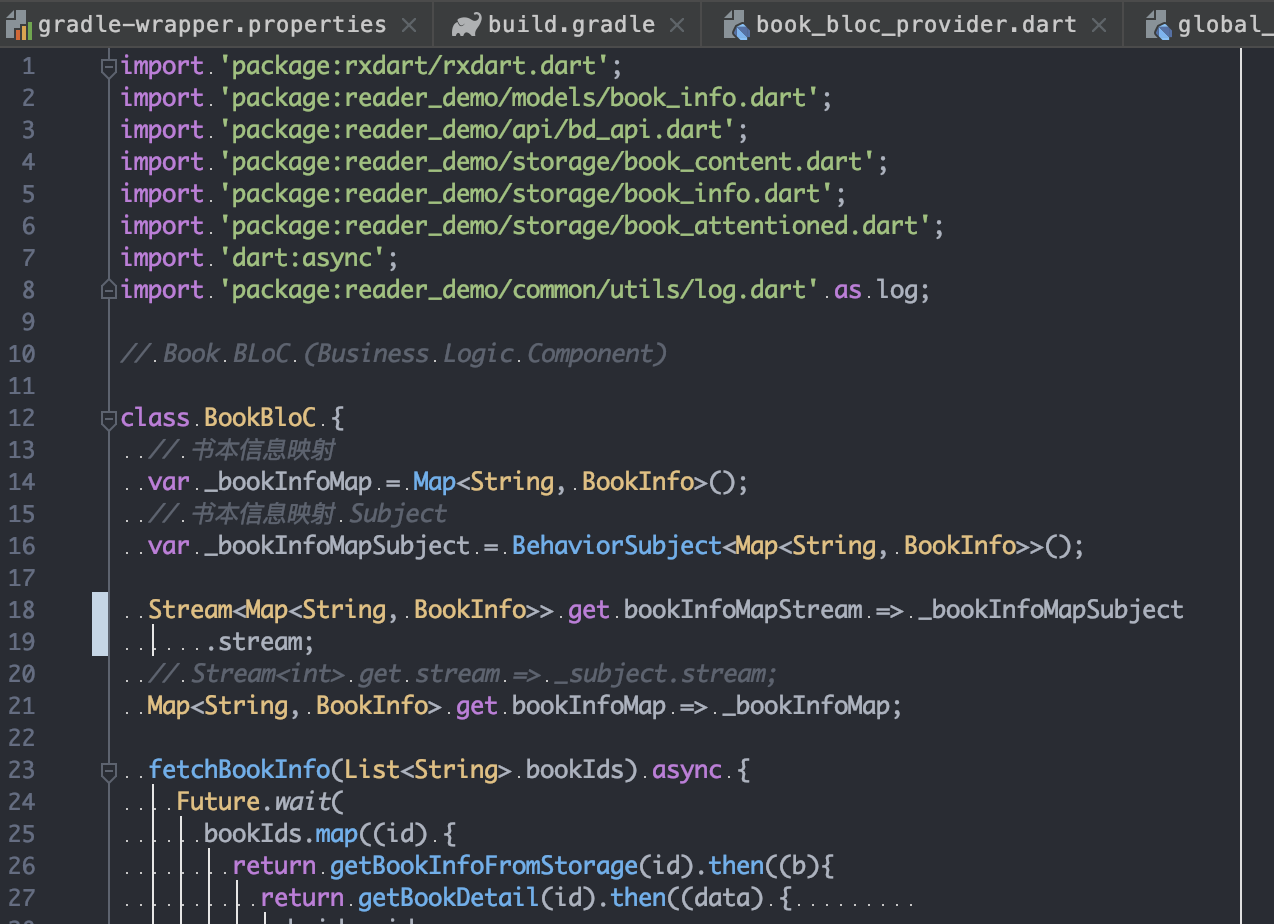 gradle-wrapper.properties × build.gradle × book_bloc_provider.dart × global_
1 import 'package:rxdart/rxdart.dart';
2 import 'package:reader_demo/models/book_info.dart';
3 import 'package:reader_demo/api/bd_api.dart';
4 import 'package:reader_demo/storage/book_content.dart';
5 import 'package:reader_demo/storage/book_info.dart';
6 import 'package:reader_demo/storage/book_attentioned.dart';
7 import 'dart:async';
8 import 'package:reader_demo/common/utils/log.dart' as log;
9
10 // Book BLoC (Business Logic Component)
11
12 class BookBloC {
13   // 书本信息映射
14   var _bookInfoMap = Map<String, BookInfo>();
15   // 书本信息映射 Subject
16   var _bookInfoMapSubject = BehaviorSubject<Map<String, BookInfo>>();
17
18   Stream<Map<String, BookInfo>> get bookInfoMapStream => _bookInfoMapSubject
19       .stream;
20   // Stream<int> get stream => _subject.stream;
21   Map<String, BookInfo> get bookInfoMap => _bookInfoMap;
22
23   fetchBookInfo(List<String> bookIds) async {
24     Future.wait(
25       bookIds.map((id) {
26         return getBookInfoFromStorage(id).then((b){
27           return getBookDetail(id).then((data) {